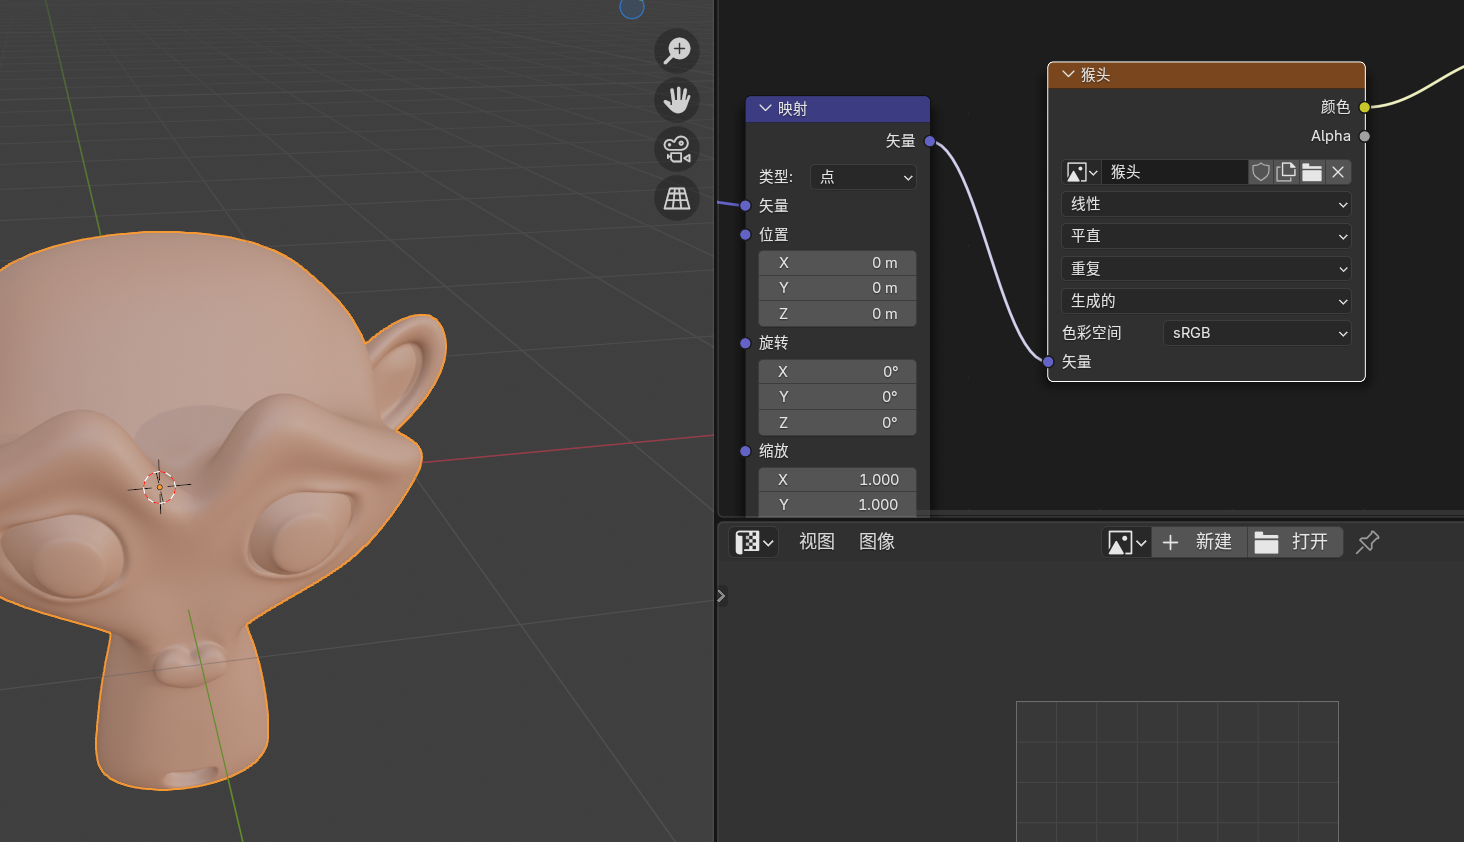 映射
矢量
类型: 点
矢量
位置
X 0 m
Y 0 m
Z 0 m
旋转
X 0°
Y 0°
Z 0°
缩放
X 1.000
Y 1.000
猴头
颜色
Alpha
猴头
线性
平直
重复
生成的
色彩空间 sRGB
矢量
视图 图像 新建 打开